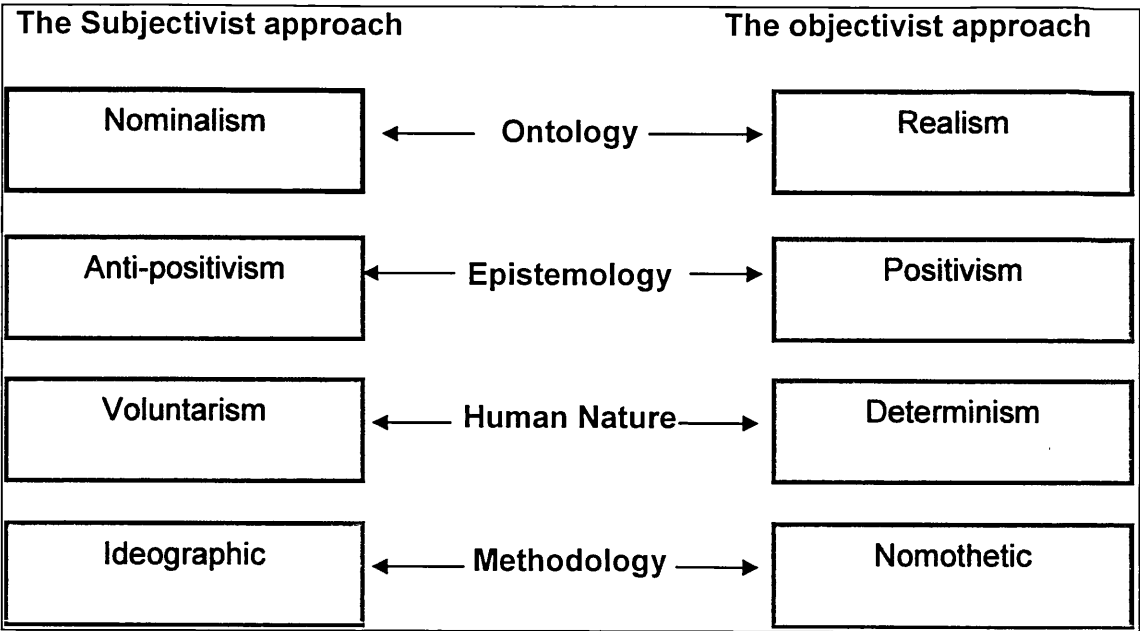 The Subjectivist approach The objectivist approach
Nominalism Ontology Realism
Anti-positivism Epistemology Positivism
Voluntarism Human Nature Determinism
Ideographic Methodology Nomothetic